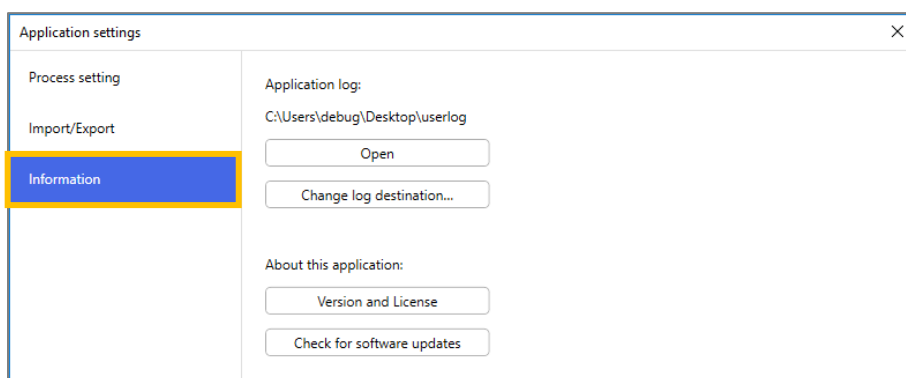 Application settings
Process setting
Import/Export
Information
Application log:
C:\Users\debug\Desktop\userlog
Open
Change log destination...
About this application:
Version and License
Check for software updates